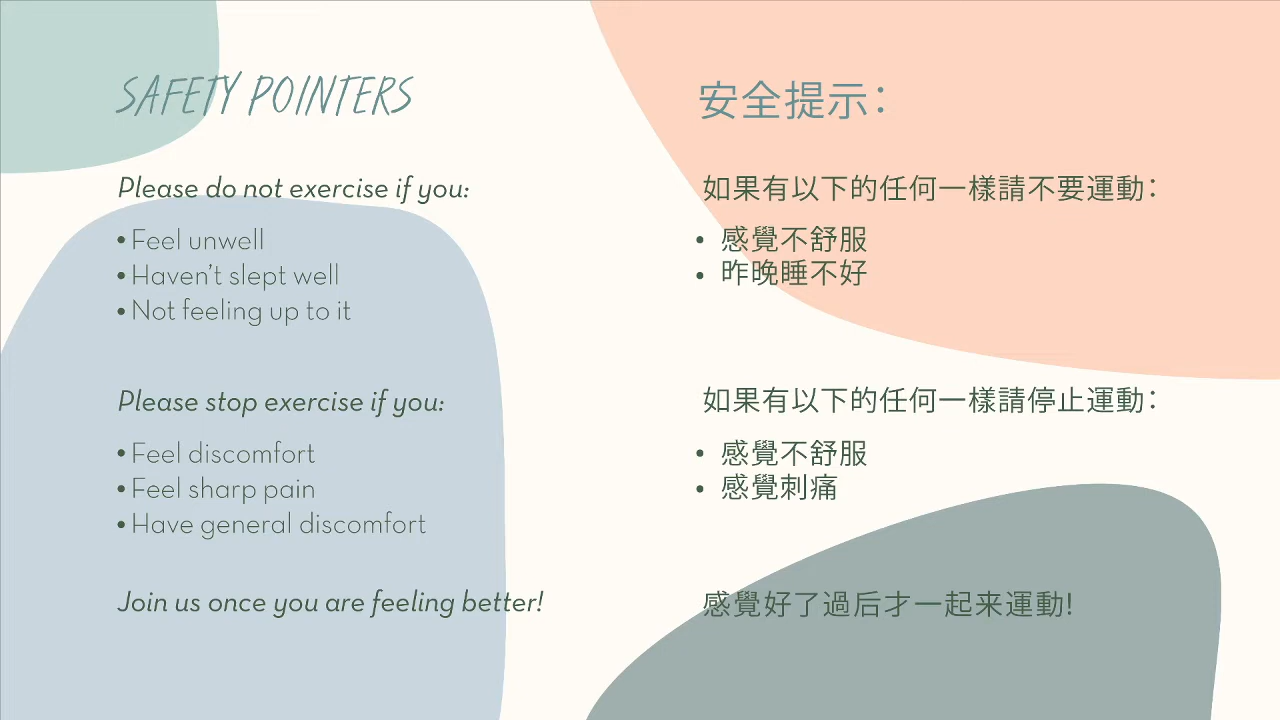 SAFETY POINTERS
Please do not exercise if you:
• Feel unwell
• Haven't slept well
• Not feeling up to it
Please stop exercise if you:
• Feel discomfort
• Feel sharp pain
• Have general discomfort
Join us once you are feeling better!
安全提示：
如果有以下的任何一樣請不要運動：
• 感覺不舒服
• 昨晚睡不好
如果有以下的任何一樣請停止運動：
• 感覺不舒服
• 感覺刺痛
感覺好了過后才一起来運動!